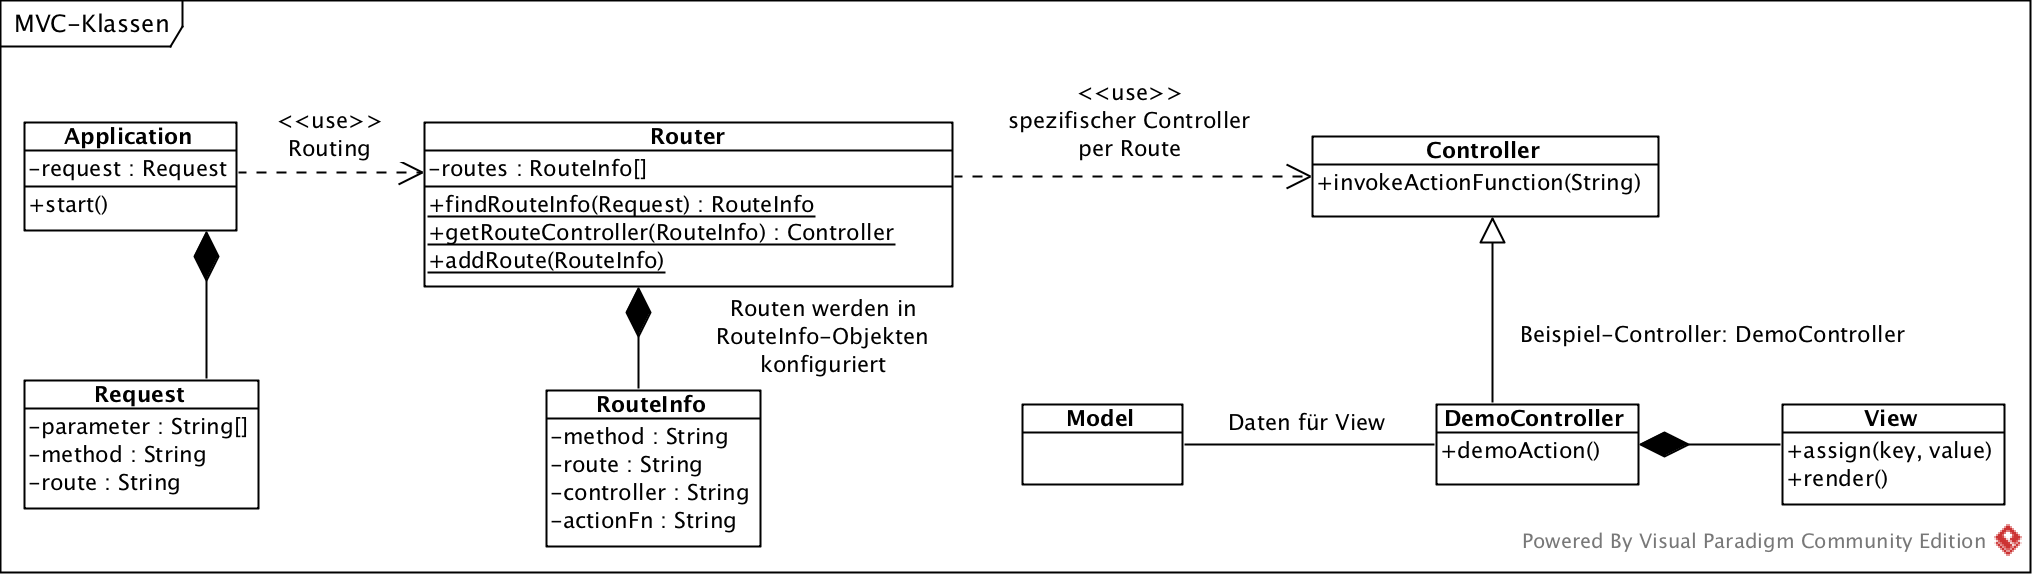 MVC-Klassen
Application
-request : Request
+start()
<<use>>
Routing
Router
-routes : RouteInfo[]
+findRouteInfo(Request) : RouteInfo
+getRouteController(RouteInfo) : Controller
+addRoute(RouteInfo)
<<use>>
spezifischer Controller
per Route
Controller
+invokeActionFunction(String)
Request
-parameter : String[]
-method : String
-route : String
Routen werden in
RouteInfo-Objekten
konfiguriert
RouteInfo
-method : String
-route : String
-controller : String
-actionFn : String
Beispiel-Controller: DemoController
Model
Daten für View
DemoController
+demoAction()
View
+assign(key, value)
+render()
Powered By Visual Paradigm Community Edition